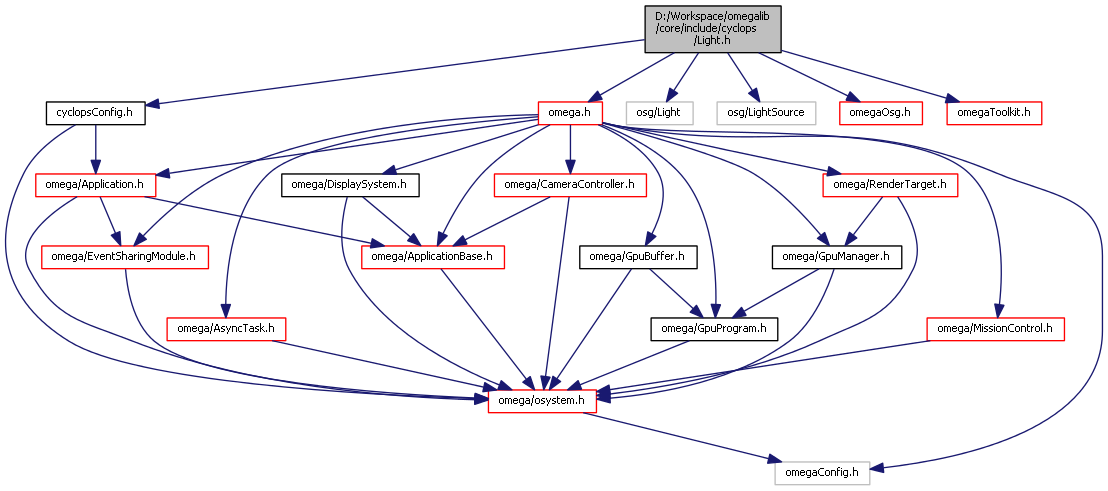 D:/Workspace/omegalib
/core/include/cyclops
/Light.h
cyclopsConfig.h
omega.h
osg/Light
osg/LightSource
omegaOsg.h
omegaToolkit.h
omega/Application.h
omega/DisplaySystem.h
omega/CameraController.h
omega/RenderTarget.h
omega/EventSharingModule.h
omega/ApplicationBase.h
omega/GpuBuffer.h
omega/GpuManager.h
omega/AsyncTask.h
omega/GpuProgram.h
omega/MissionControl.h
omega/osystem.h
omegaConfig.h